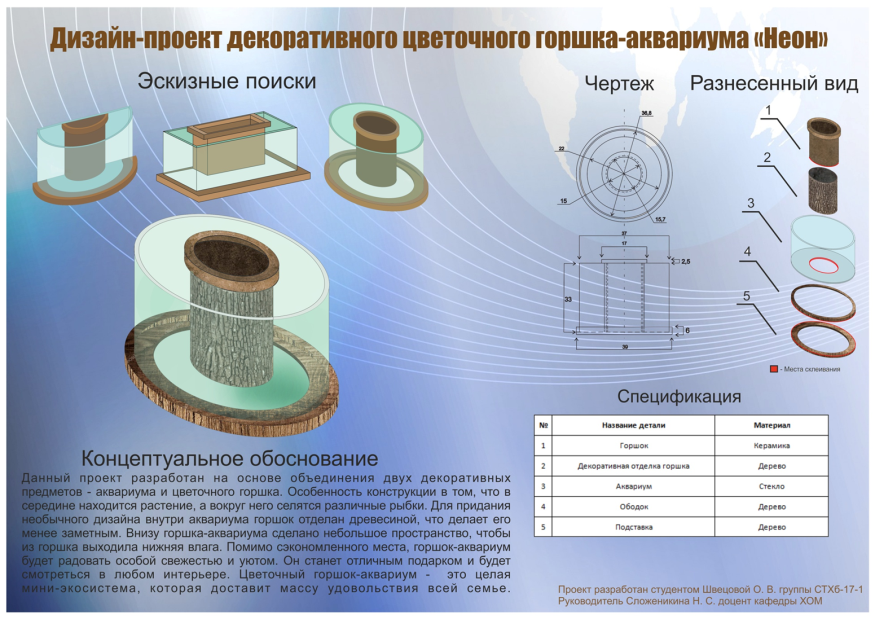 Дизайн-проект декоративного цветочного горшка-аквариума «Неон»
Эскизные поиски
Чертеж
Разнесенный вид
36,8
22
15
15,7
37
17
2,5
33
6
39
1
2
3
4
5
- Места склеивания
Концептуальное обоснование
Данный проект разработан на основе объединения двух декоративных
предметов - аквариума и цветочного горшка. Особенность конструкции в том, что в
середине находится растение, а вокруг него селятся различные рыбки. Для придания
необычного дизайна внутри аквариума горшок отделан древесиной, что делает его
менее заметным. Внизу горшка-аквариума сделано небольшое пространство, чтобы
из горшка выходила нижняя влага. Помимо сэкономленного места, горшок-аквариум
будет радовать особой свежестью и уютом. Он станет отличным подарком и будет
смотреться в любом интерьере. Цветочный горшок-аквариум - это целая
мини-экосистема, которая доставит массу удовольствия всей семье.
Спецификация
№ Название детали Материал
1 Горшок Керамика
2 Декоративная отделка горшка Дерево
3 Аквариум Стекло
4 Ободок Дерево
5 Подставка Дерево
Проект разработан студентом Швецовой О. В. группы СТХб-17-1
Руководитель Сложеникина Н. С. доцент кафедры ХОМ